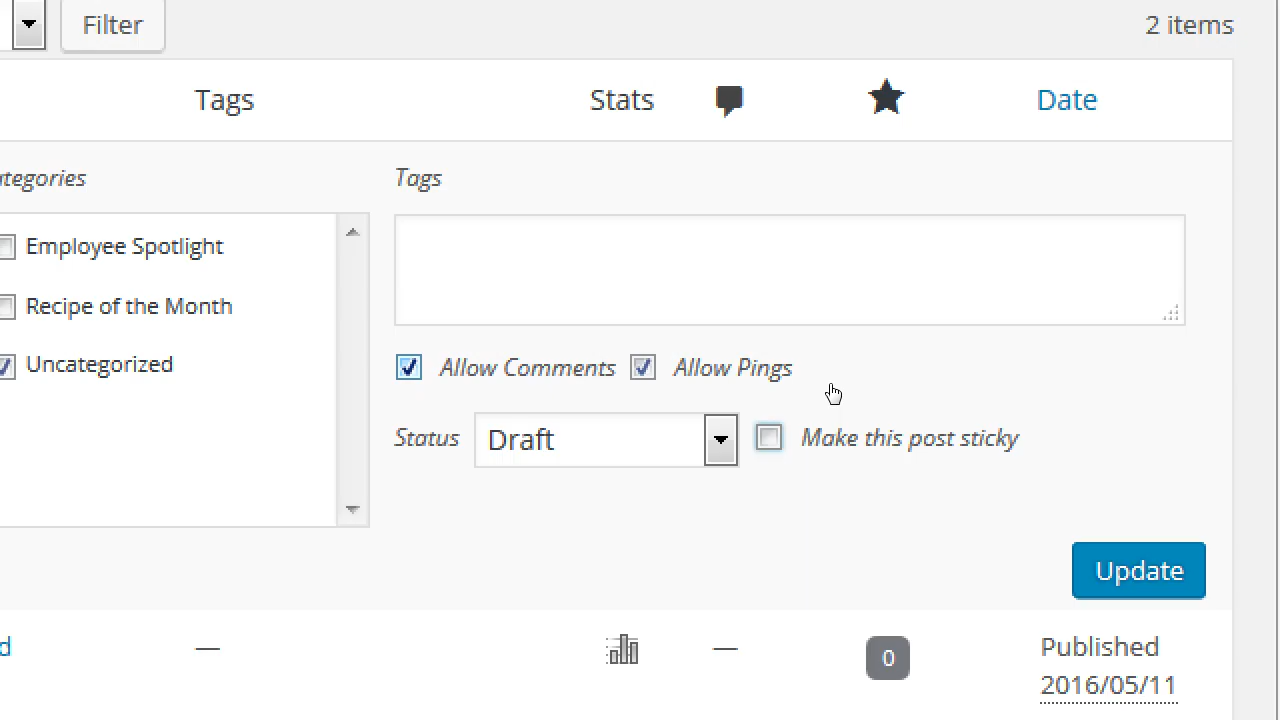 Filter
2 items
Tags
Stats
Date
ategories
Tags
Employee Spotlight
Recipe of the Month
Uncategorized
Allow Comments
Allow Pings
Status
Draft
Make this post sticky
Update
d
—
—
0
Published
2016/05/11